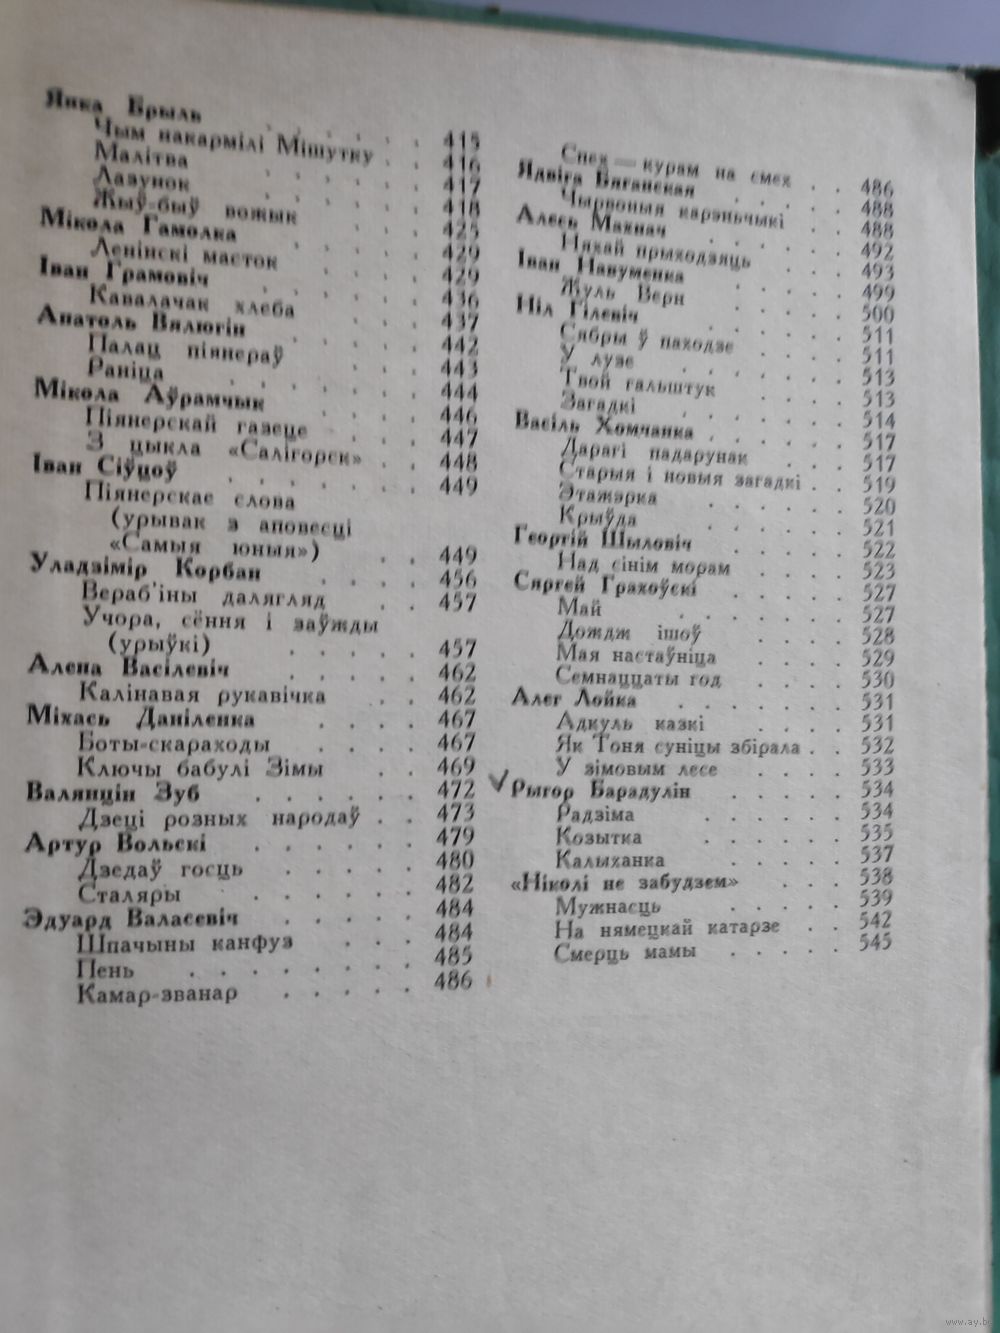 Янка Брыль . . . . . 415
Чым накармілі Мішутку . . 416
Малітва . . . . . 417
Лазунок . . . . . 418
Жыў-быў вожык . . . . 425
Мікола Гамолка . . . . 429
Ленінскі масток . . . . 429
Іван Грамовіч . . . . . 436
Кавалачак хлеба . . . 437
Анатоль Вялюгін . . . . 442
Палац піянераў . . . 443
Раніца . . . . . . 444
Мікола Аўрамчык . . . . 446
Піянерскай газеце . . . 447
З цыкла «Салігорск» . . 448
Іван Сіўцоў . . . . . . 449
Піянерскае слова
(урывак з аповесці
«Самыя юныя») . . 449
Уладзімір Корбан . . . . 456
Вераб'іны далягляд . . 457
Учора, сёння і заўжды
(урыўкі) . . . . . 457
Алена Васілевіч . . . . . 462
Калінавая рукавічка . . 462
Міхась Даніленка . . . . 467
Боты-скараходы . . . . 467
Ключы бабулі Зімы . . 469
Валянцін Зуб . . . . . . 472
Дзеці розных народаў . . 473
Артур Вольскі . . . . . . 479
Дзедаў госць . . . . . 480
Сталяры . . . . . . 482
Эдуард Валасевіч . . . . . 484
Шпачыны канфуз . . . 484
Пень . . . . . . . . 485
Камар-званар . . . . . 486
Спех — курам на смех . . 486
Ядвіга Бяганская . . . . 488
Чырвоныя карэньчыкі . . 488
Алесь Махнач . . . . . 492
Няхай прыходзяць . . . 493
Іван Навуменка . . . . . 499
Жуль Верн . . . . . 500
Ніл Гілевіч . . . . . . 511
Сябры ў паходзе . . . . 511
У лузе . . . . . . 513
Твой гальштук . . . . 513
Загадкі . . . . . . 514
Васіль Хомчанка . . . . . 517
Дарагі падарунак . . . 517
Старыя і новыя загадкі . . 519
Этажэрка . . . . . 520
Крыўда . . . . . 521
Георгій Шыловіч . . . . . 522
Над сінім морам . . . . 523
Сяргей Грахоўскі . . . . . 527
Май . . . . . . . 527
Дождж ішоў . . . . 528
Мая настаўніца . . . . 529
Семнаццаты год . . . . 530
Алег Лойка . . . . . . 531
Адкуль казкі . . . . . 531
Як Тоня суніцы збірала . . 532
У зімовым лесе . . . . 533
Рыгор Барадулін . . . . . 534
Радзіма . . . . . . 534
Козытка . . . . . . 535
Калыханка . . . . . 537
«Ніколі не забудзем» . . . 538
Мужнасць . . . . . 539
На нямецкай катарзе . . 542
Смерць мамы . . . . . 545
www.ay.by